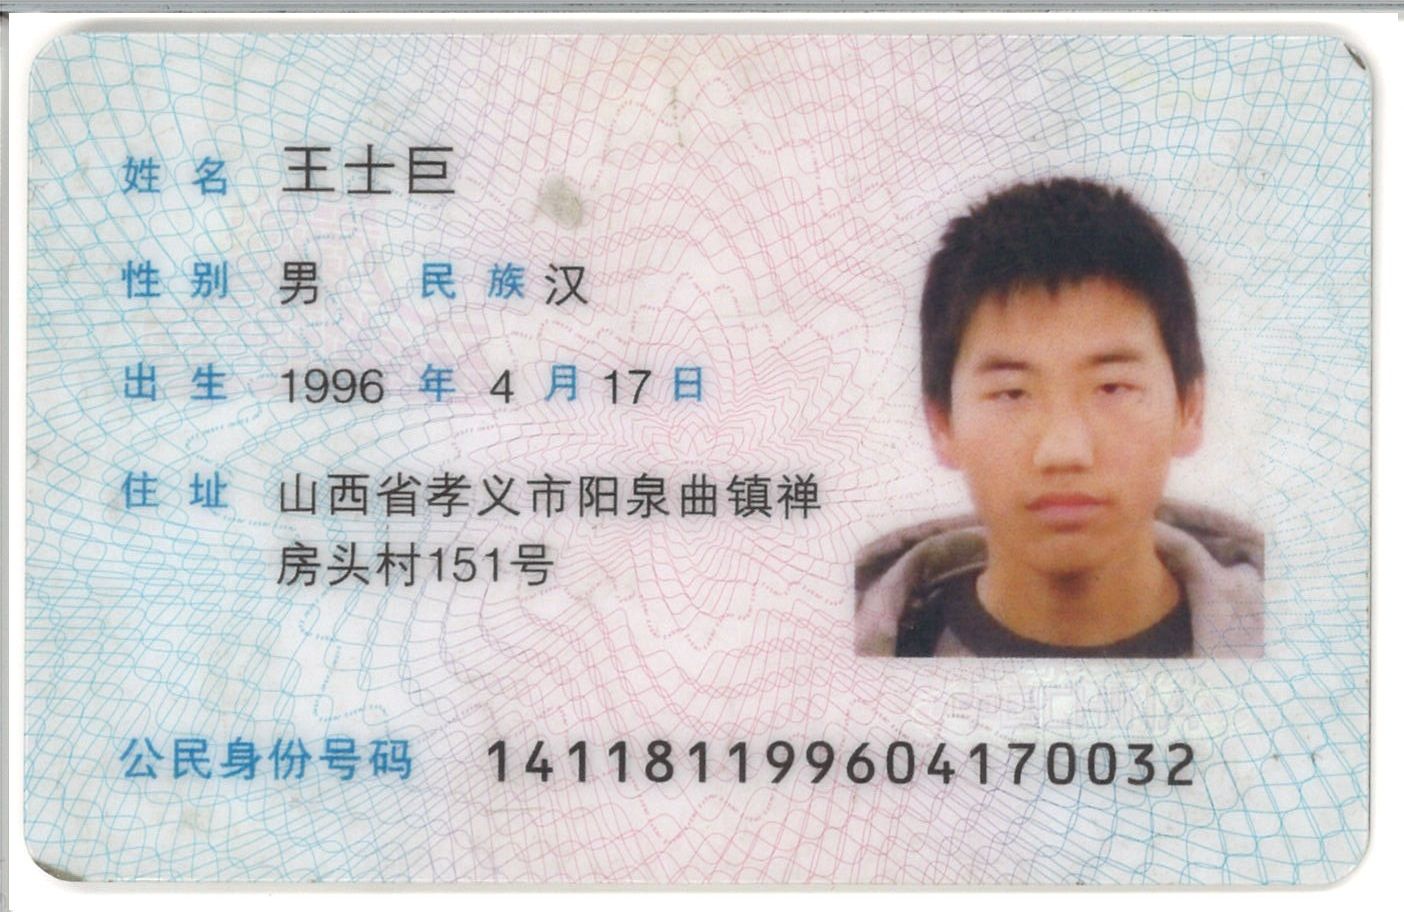 姓名 王士巨
性别 男 民族 汉
出生 1996 年 4 月 17 日
住址 山西省孝义市阳泉曲镇禅
房头村151号
公民身份号码 141181199604170032